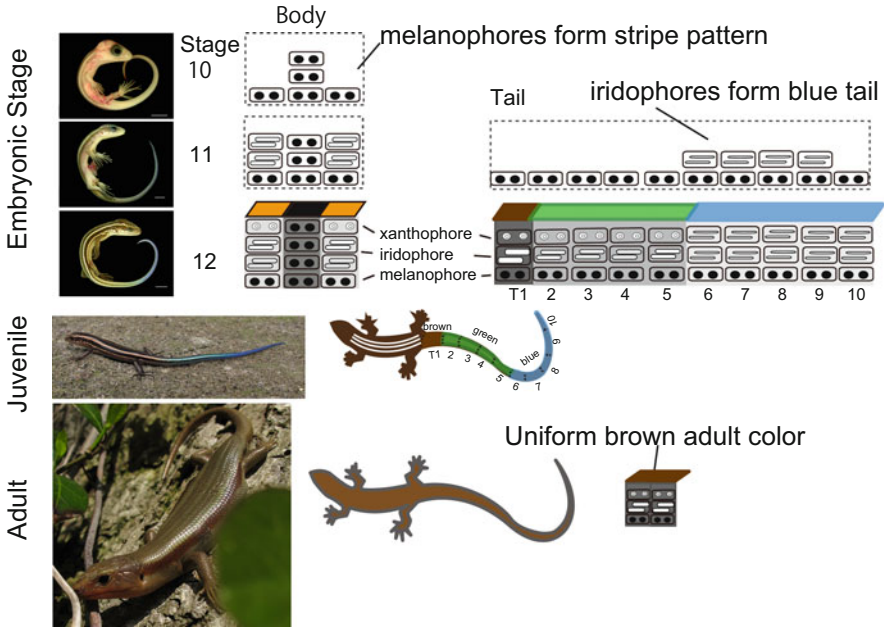 Embryonic Stage
Stage
10
11
12
Body
melanophores form stripe pattern
Tail
iridophores form blue tail
xanthophore
iridophore
melanophore
T1 2 3 4 5 6 7 8 9 10
Juvenile
brown
green
blue
T1 2 3 4 5 6 7 8 9 10
Adult
Uniform brown adult color